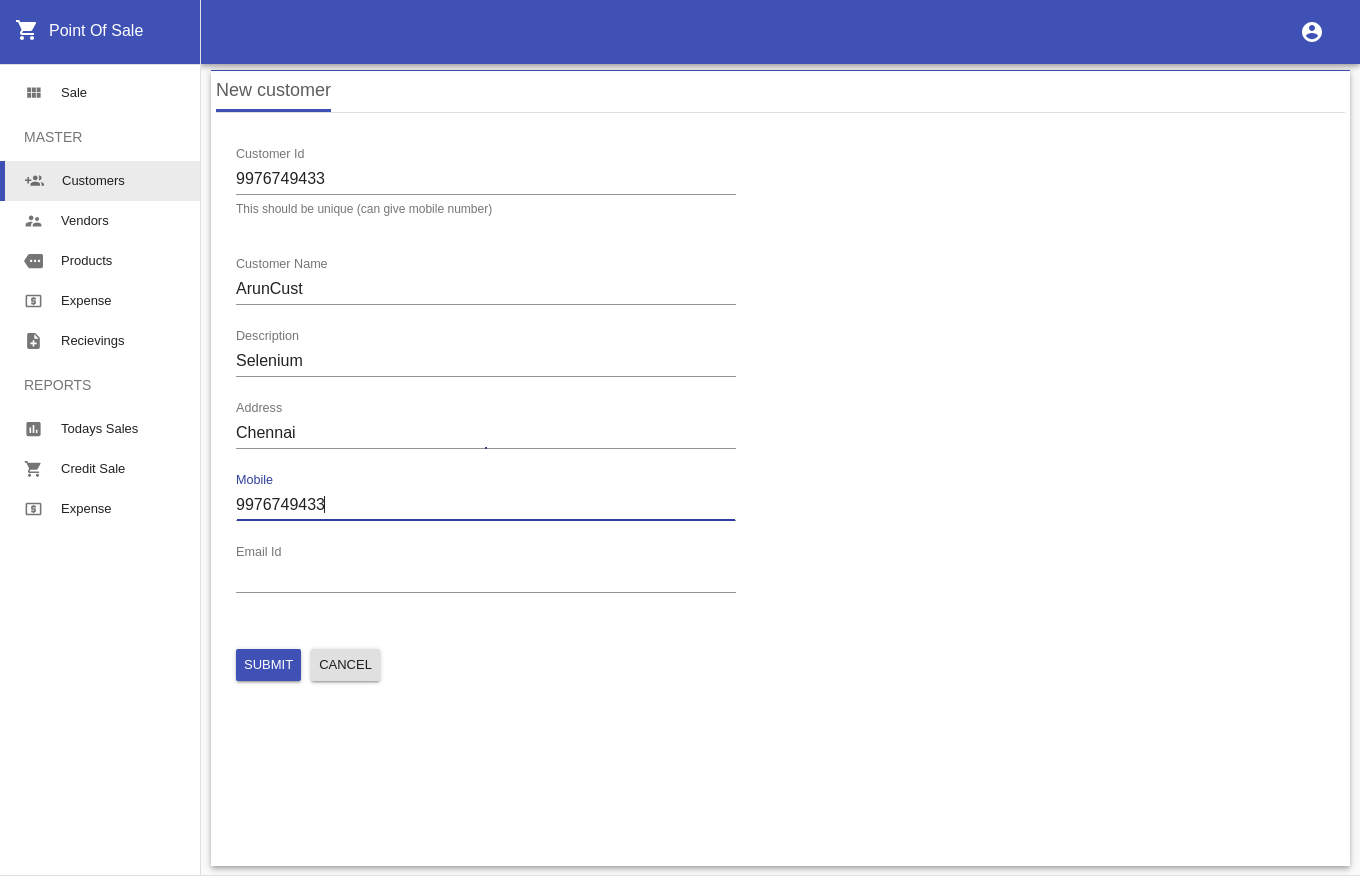 Point Of Sale
Sale
MASTER
Customers
Vendors
Products
Expense
Recievings
REPORTS
Todays Sales
Credit Sale
Expense
New customer
Customer Id
9976749433
This should be unique (can give mobile number)
Customer Name
ArunCust
Description
Selenium
Address
Chennai
Mobile
9976749433
Email Id
SUBMIT CANCEL